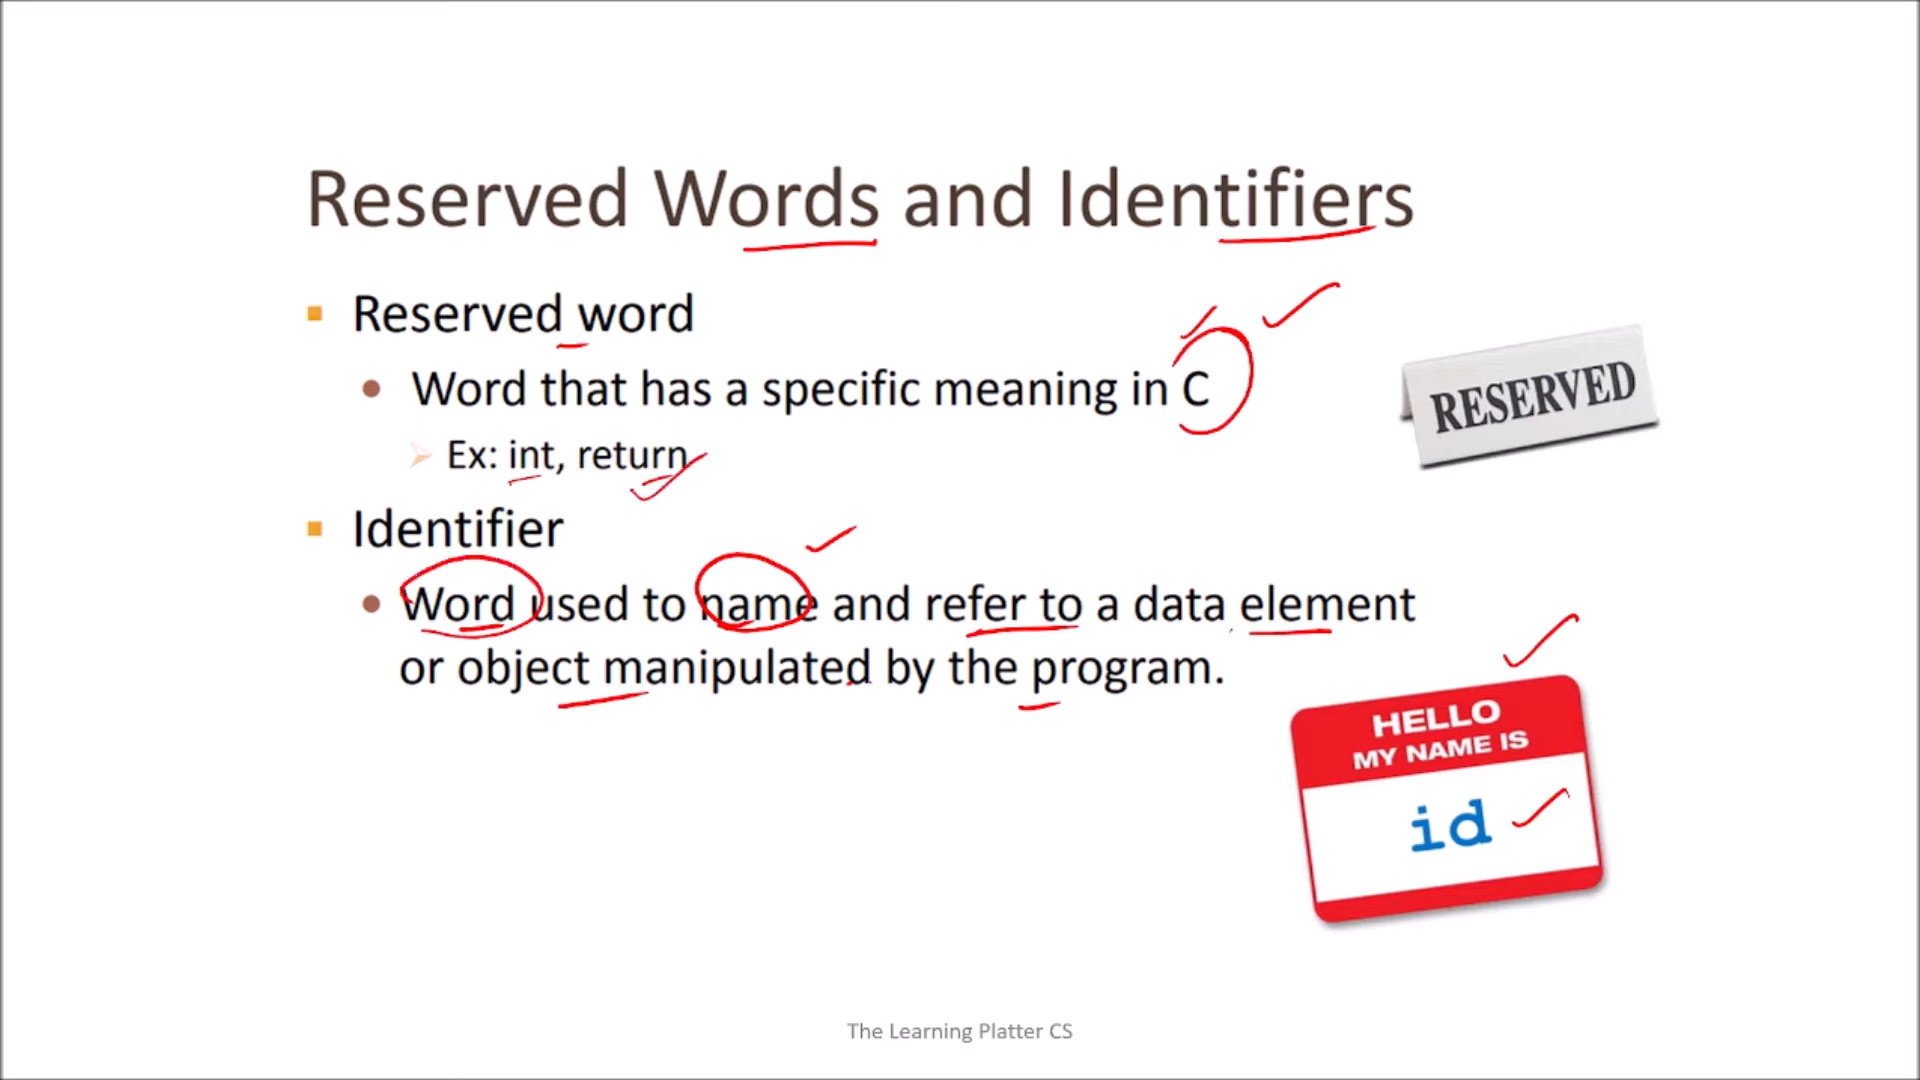 Reserved Words and Identifiers
Reserved word
Word that has a specific meaning in C
Ex: int, return
RESERVED
Identifier
Word used to name and refer to a data element
or object manipulated by the program.
HELLO
MY NAME IS
id
The Learning Platter CS